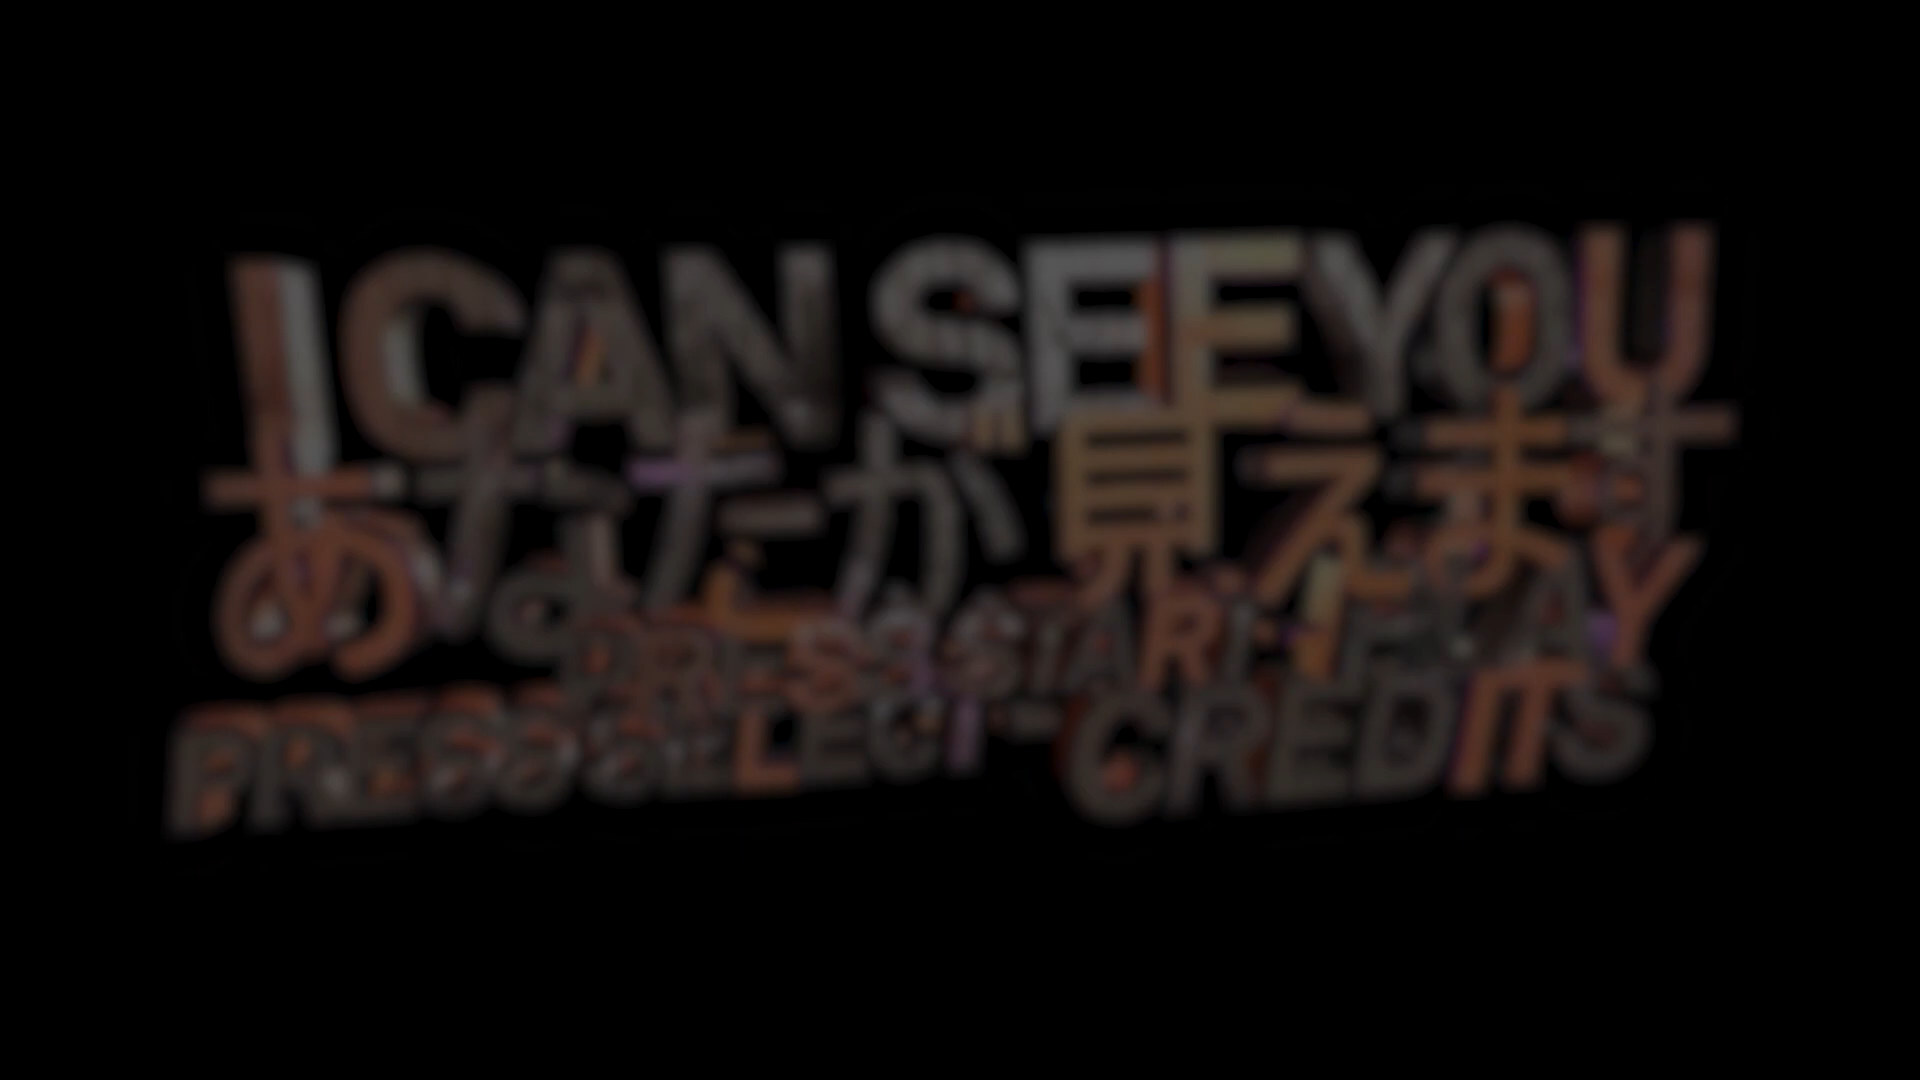 I CAN SEE YOU
あなたが見えます
PRESS START - PLAY
PRESS SELECT - CREDITS